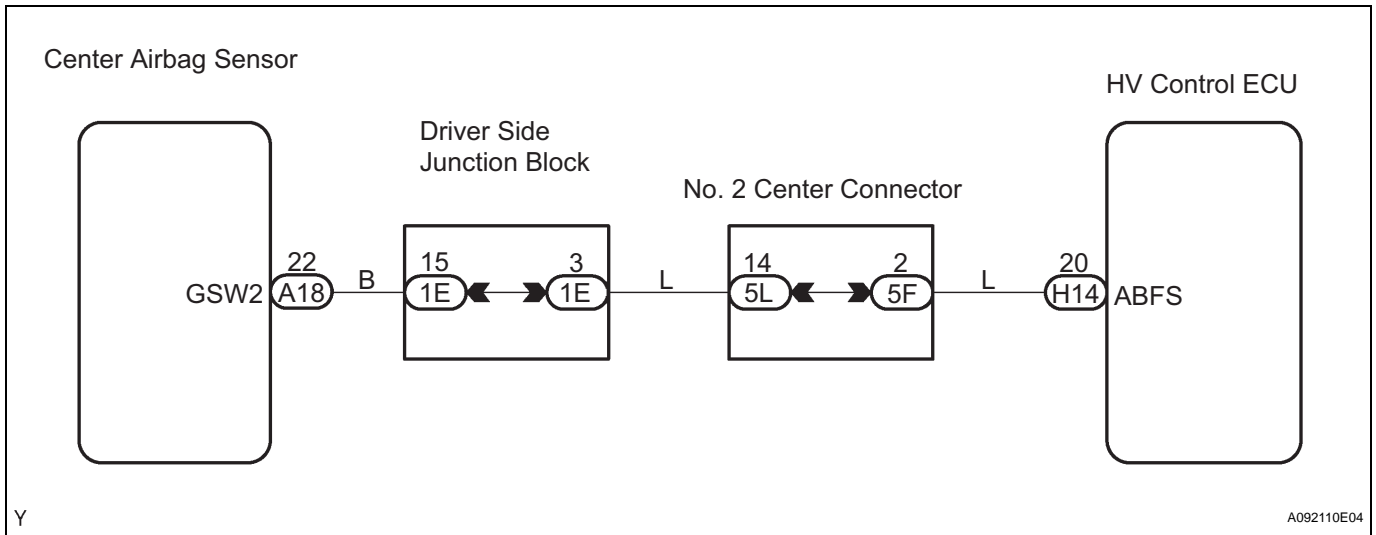 Center Airbag Sensor
HV Control ECU
Driver Side
Junction Block
No. 2 Center Connector
22
15
3
14
2
20
GSW2
A18
B
1E
1E
L
5L
5F
L
H14
ABFS
Y
A092110E04